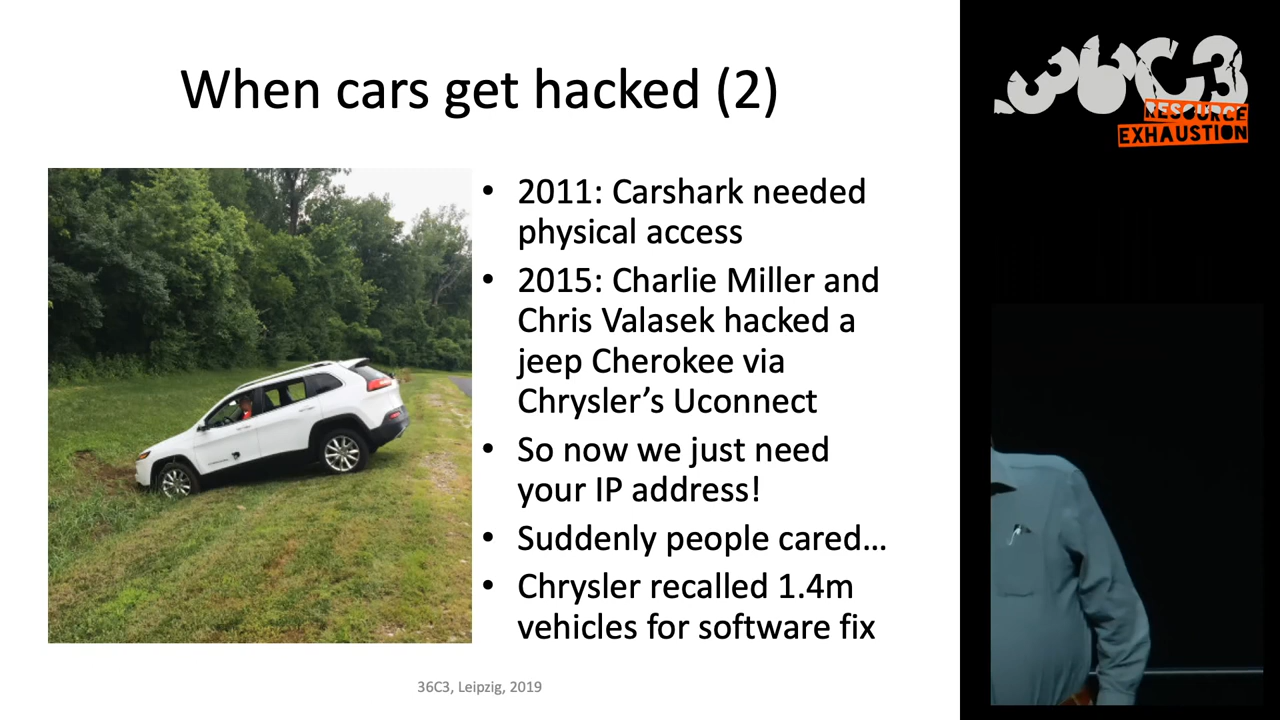 When cars get hacked (2)
• 2011: Carshark needed
physical access
• 2015: Charlie Miller and
Chris Valasek hacked a
jeep Cherokee via
Chrysler’s Uconnect
• So now we just need
your IP address!
• Suddenly people cared…
• Chrysler recalled 1.4m
vehicles for software fix
36C3, Leipzig, 2019
36C3
RESOURCE
EXHAUSTION